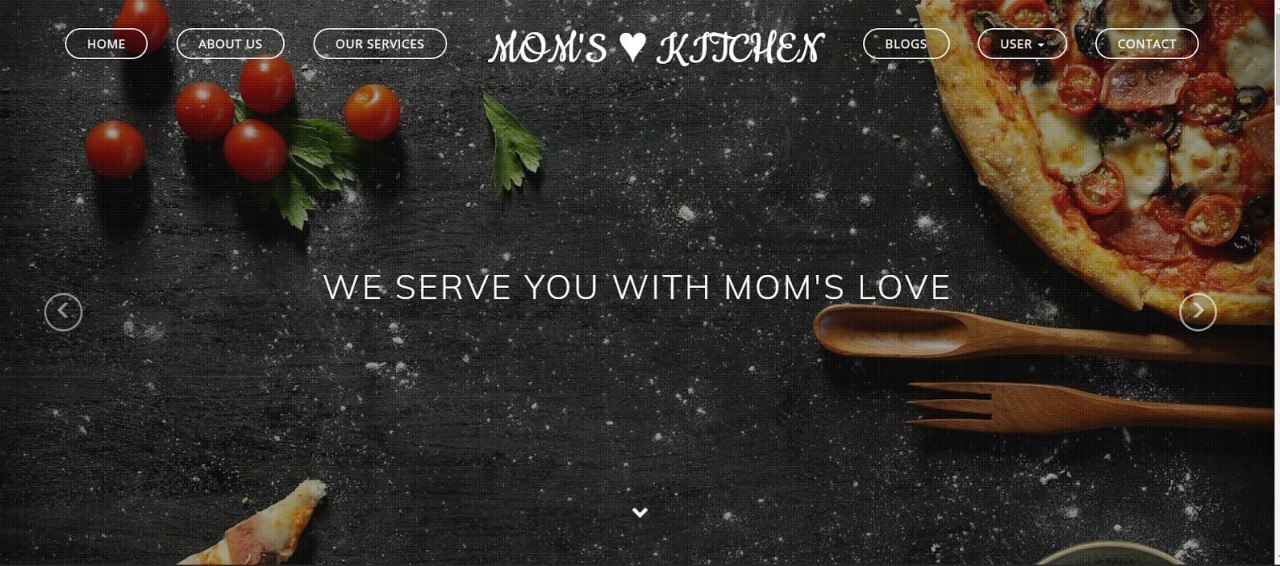 HOME
ABOUT US
OUR SERVICES
MOM'S ♥ KITCHEN
BLOGS
USER
CONTACT
WE SERVE YOU WITH MOM'S LOVE